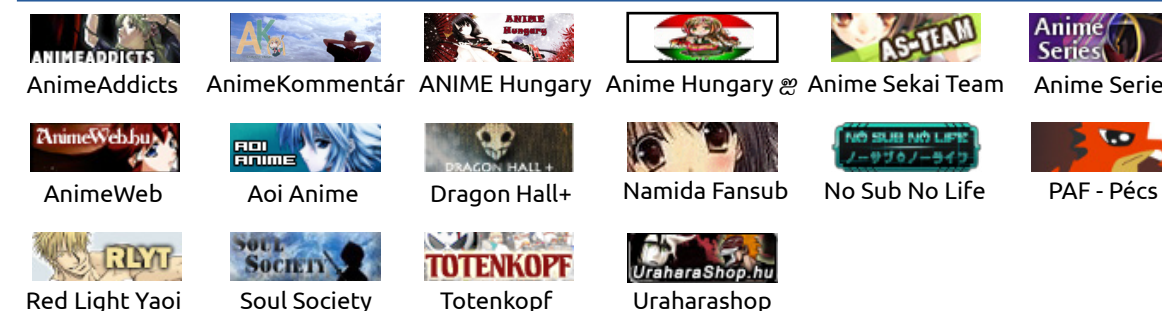 ANIMEADDICTS
AK
ANIME
Hungary
AS-TEAM
Anime
Series
AnimeAddicts AnimeKommentár ANIME Hungary Anime Hungary ஐ Anime Sekai Team Anime Serie
AnimeWeb.hu
AOI
ANIME
DRAGON HALL +
NO SUB NO LIFE
ノーサブ0ノーライフ
AnimeWeb Aoi Anime Dragon Hall+ Namida Fansub No Sub No Life PAF - Pécs
RLYT
SOUL
SOCIETY
TOTENKOPF
UraharaShop.hu
Red Light Yaoi Soul Society Totenkopf Uraharashop